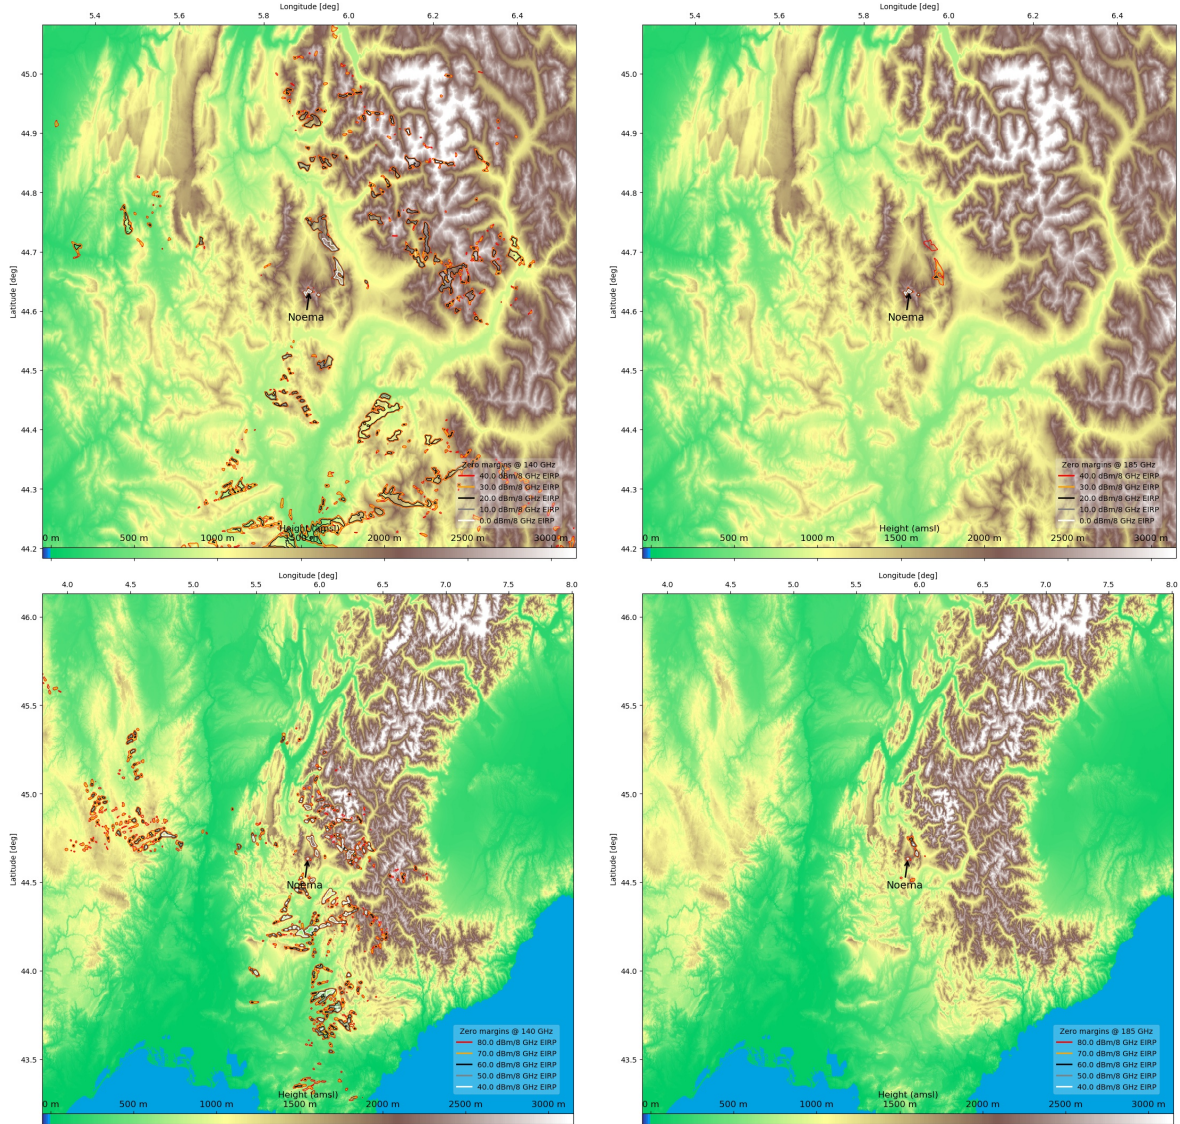 Longitude [deg]
5.4 5.6 5.8 6.0 6.2 6.4
45.0
44.9
44.8
44.7
44.6
44.5
44.4
44.3
44.2
Latitude [deg]
Noema
Zero margins @ 140 GHz
40.0 dBm/8 GHz EIRP
30.0 dBm/8 GHz EIRP
20.0 dBm/8 GHz EIRP
10.0 dBm/8 GHz EIRP
0.0 dBm/8 GHz EIRP
Height (amsl)
0 m 500 m 1000 m 1500 m 2000 m 2500 m 3000 m
Longitude [deg]
5.4 5.6 5.8 6.0 6.2 6.4
45.0
44.9
44.8
44.7
44.6
44.5
44.4
44.3
44.2
Latitude [deg]
Noema
Zero margins @ 185 GHz
40.0 dBm/8 GHz EIRP
30.0 dBm/8 GHz EIRP
20.0 dBm/8 GHz EIRP
10.0 dBm/8 GHz EIRP
0.0 dBm/8 GHz EIRP
Height (amsl)
0 m 500 m 1000 m 1500 m 2000 m 2500 m 3000 m
Longitude [deg]
4.0 4.5 5.0 5.5 6.0 6.5 7.0 7.5 8.0
46.0
45.5
45.0
44.5
44.0
43.5
Latitude [deg]
Noema
Zero margins @ 140 GHz
80.0 dBm/8 GHz EIRP
70.0 dBm/8 GHz EIRP
60.0 dBm/8 GHz EIRP
50.0 dBm/8 GHz EIRP
40.0 dBm/8 GHz EIRP
Height (amsl)
0 m 500 m 1000 m 1500 m 2000 m 2500 m 3000 m
Longitude [deg]
4.0 4.5 5.0 5.5 6.0 6.5 7.0 7.5 8.0
46.0
45.5
45.0
44.5
44.0
43.5
Latitude [deg]
Noema
Zero margins @ 185 GHz
80.0 dBm/8 GHz EIRP
70.0 dBm/8 GHz EIRP
60.0 dBm/8 GHz EIRP
50.0 dBm/8 GHz EIRP
40.0 dBm/8 GHz EIRP
Height (amsl)
0 m 500 m 1000 m 1500 m 2000 m 2500 m 3000 m